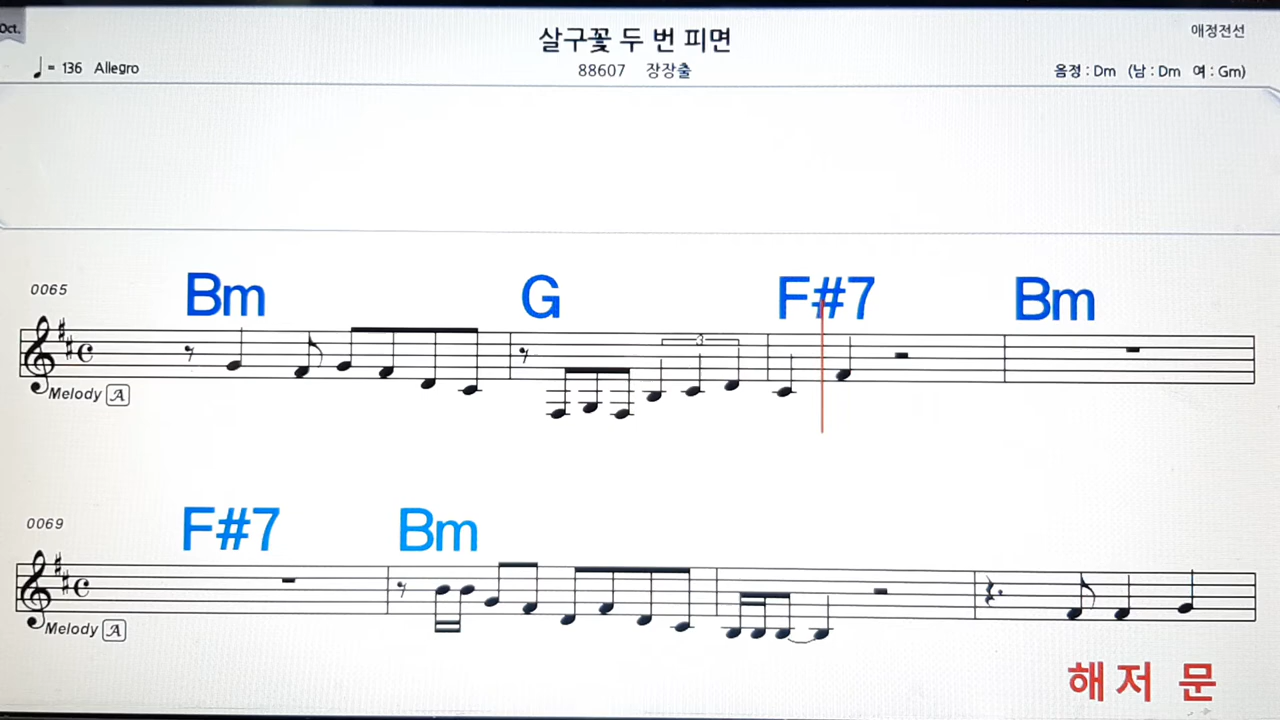 Oct.
살구꽃 두 번 피면
애정전선
= 136 Allegro
88607 장장출
음정 : Dm (남 : Dm 여 : Gm)
0065
Bm G F#7 Bm
3
Melody A
0069
F#7 Bm
Melody A
해 저 문